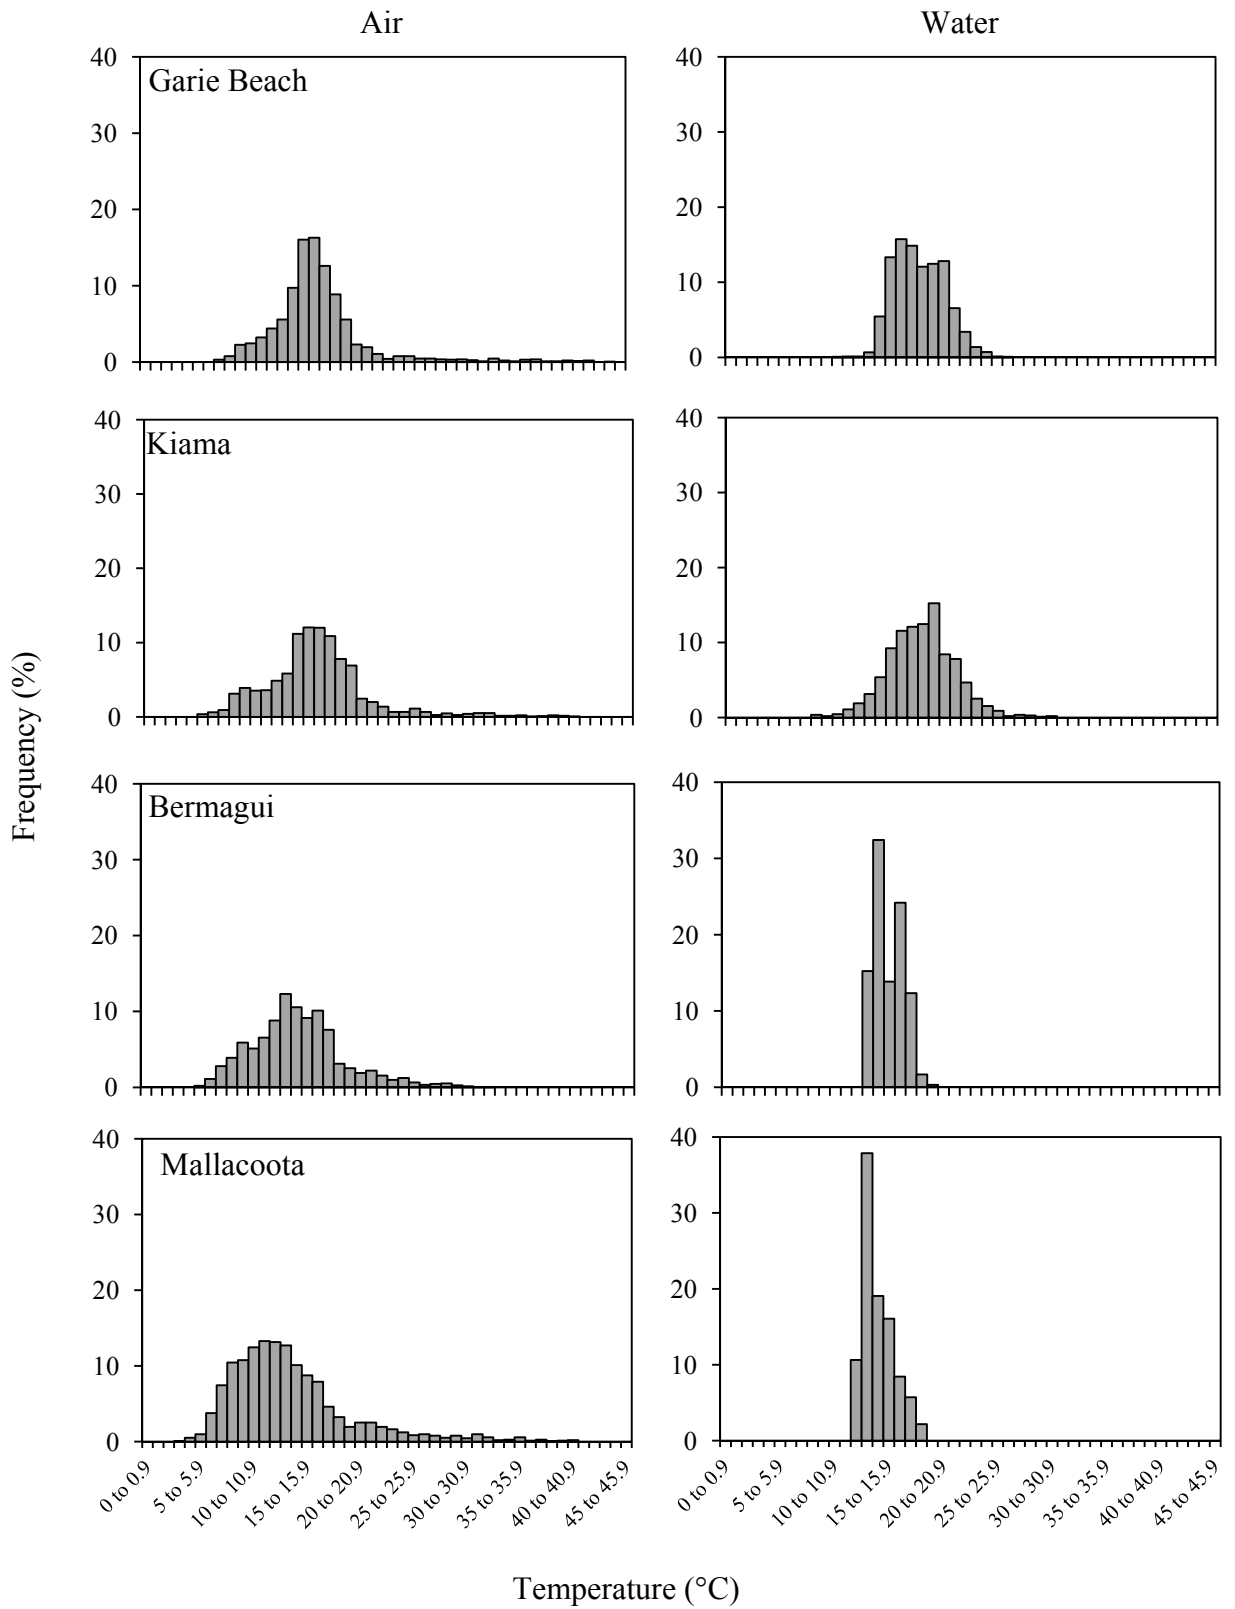 Air
Water
Frequency (%)
40
30
20
10
0
Garie Beach
40
30
20
10
0
40
30
20
10
0
Kiama
40
30
20
10
0
40
30
20
10
0
Bermagui
40
30
20
10
0
40
30
20
10
0
Mallacoota
40
30
20
10
0
0 to 0.9
5 to 5.9
10 to 10.9
15 to 15.9
20 to 20.9
25 to 25.9
30 to 30.9
35 to 35.9
40 to 40.9
45 to 45.9
0 to 0.9
5 to 5.9
10 to 10.9
15 to 15.9
20 to 20.9
25 to 25.9
30 to 30.9
35 to 35.9
40 to 40.9
45 to 45.9
Temperature (°C)